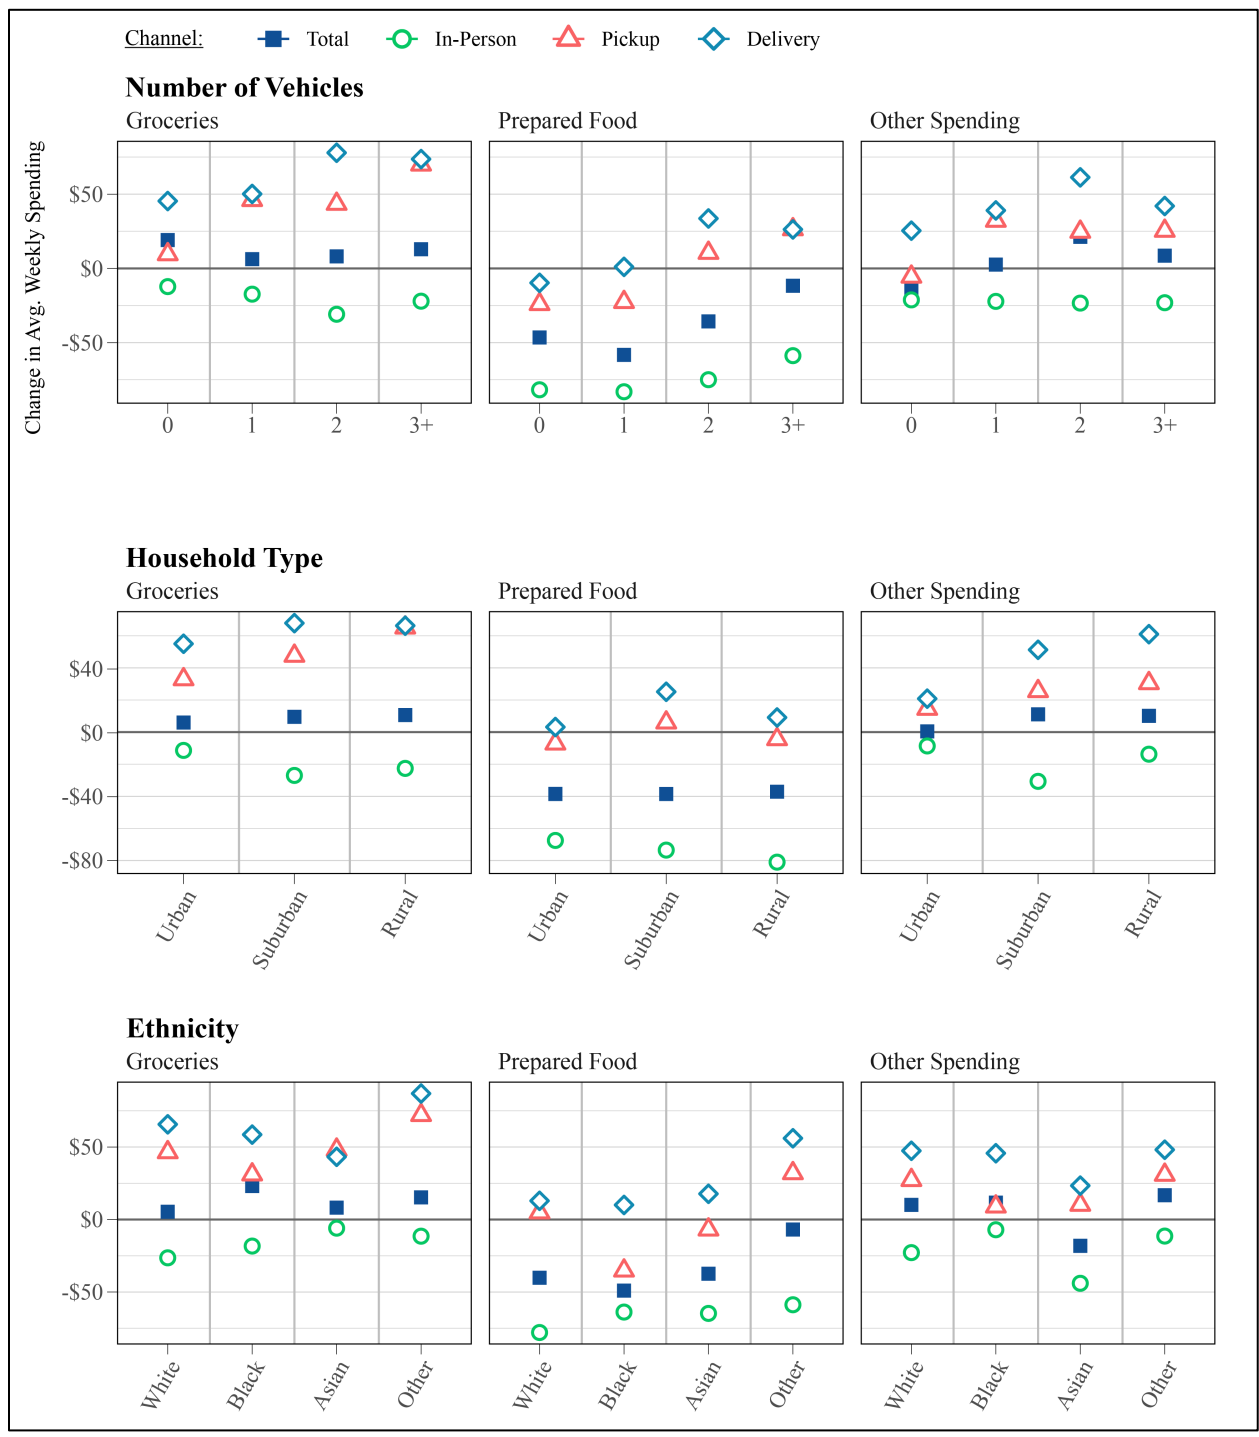 Channel: Total In-Person Pickup Delivery
Number of Vehicles
Groceries Prepared Food Other Spending
Change in Avg. Weekly Spending
$50
$0
-$50
0 1 2 3+ 0 1 2 3+ 0 1 2 3+
Household Type
Groceries Prepared Food Other Spending
$40
$0
-$40
-$80
Urban Suburban Rural Urban Suburban Rural Urban Suburban Rural
Ethnicity
Groceries Prepared Food Other Spending
$50
$0
-$50
White Black Asian Other White Black Asian Other White Black Asian Other